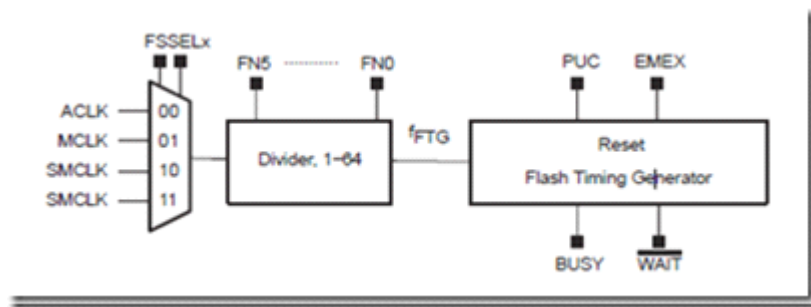 FSSELx
FN5 FN0 PUC EMEX
ACLK 00
MCLK 01
SMCLK 10
SMCLK 11
Divider, 1–64
fFTG
Reset
Flash Timing Generator
BUSY WAIT